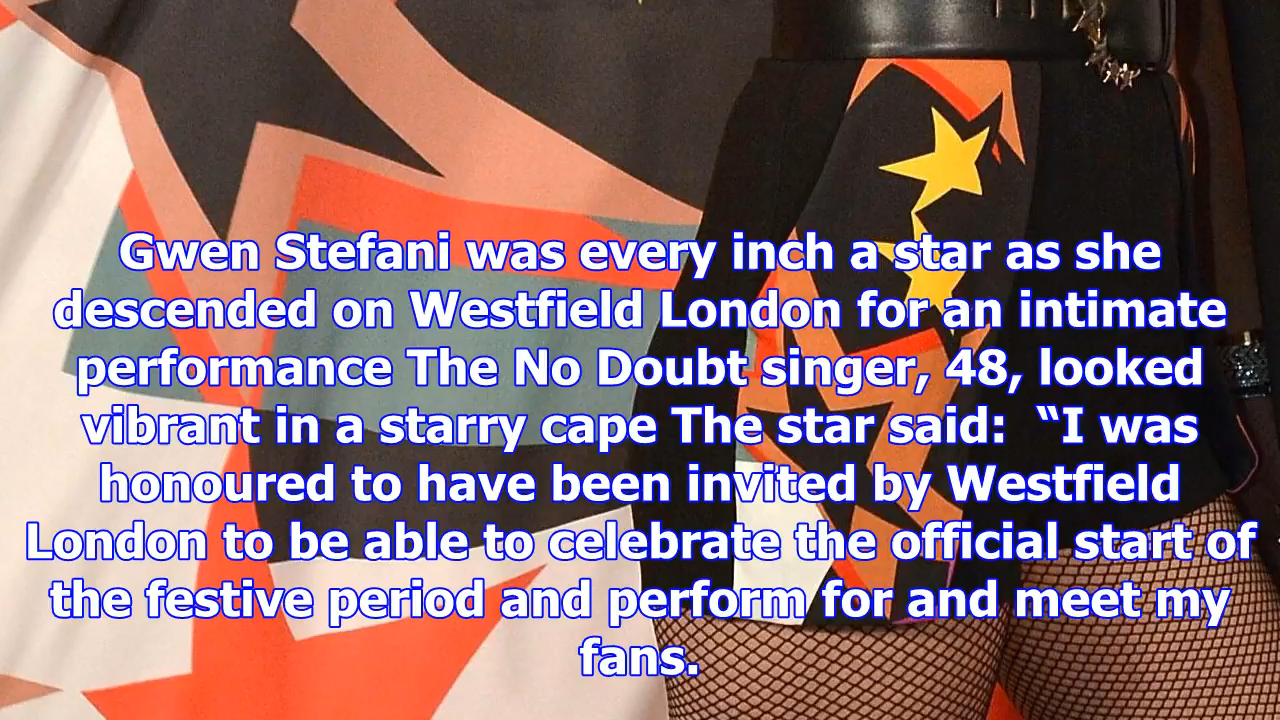 Gwen Stefani was every inch a star as she
descended on Westfield London for an intimate
performance The No Doubt singer, 48, looked
vibrant in a starry cape The star said:  “I was
honoured to have been invited by Westfield
London to be able to celebrate the official start of
the festive period and perform for and meet my
fans.